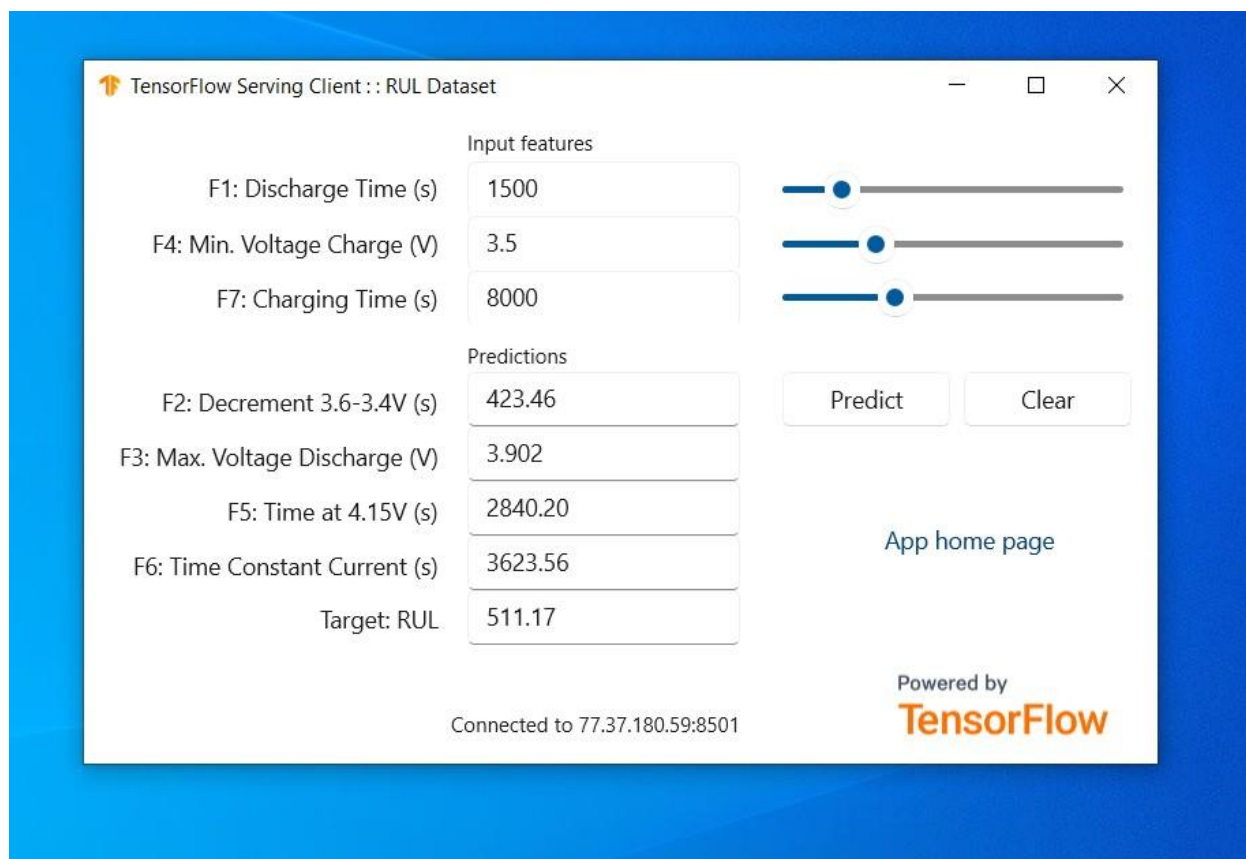 TensorFlow Serving Client : : RUL Dataset
Input features
F1: Discharge Time (s) 1500
F4: Min. Voltage Charge (V) 3.5
F7: Charging Time (s) 8000
Predictions
F2: Decrement 3.6-3.4V (s) 423.46 Predict Clear
F3: Max. Voltage Discharge (V) 3.902
F5: Time at 4.15V (s) 2840.20
App home page
F6: Time Constant Current (s) 3623.56
Target: RUL 511.17
Powered by
TensorFlow
Connected to 77.37.180.59:8501